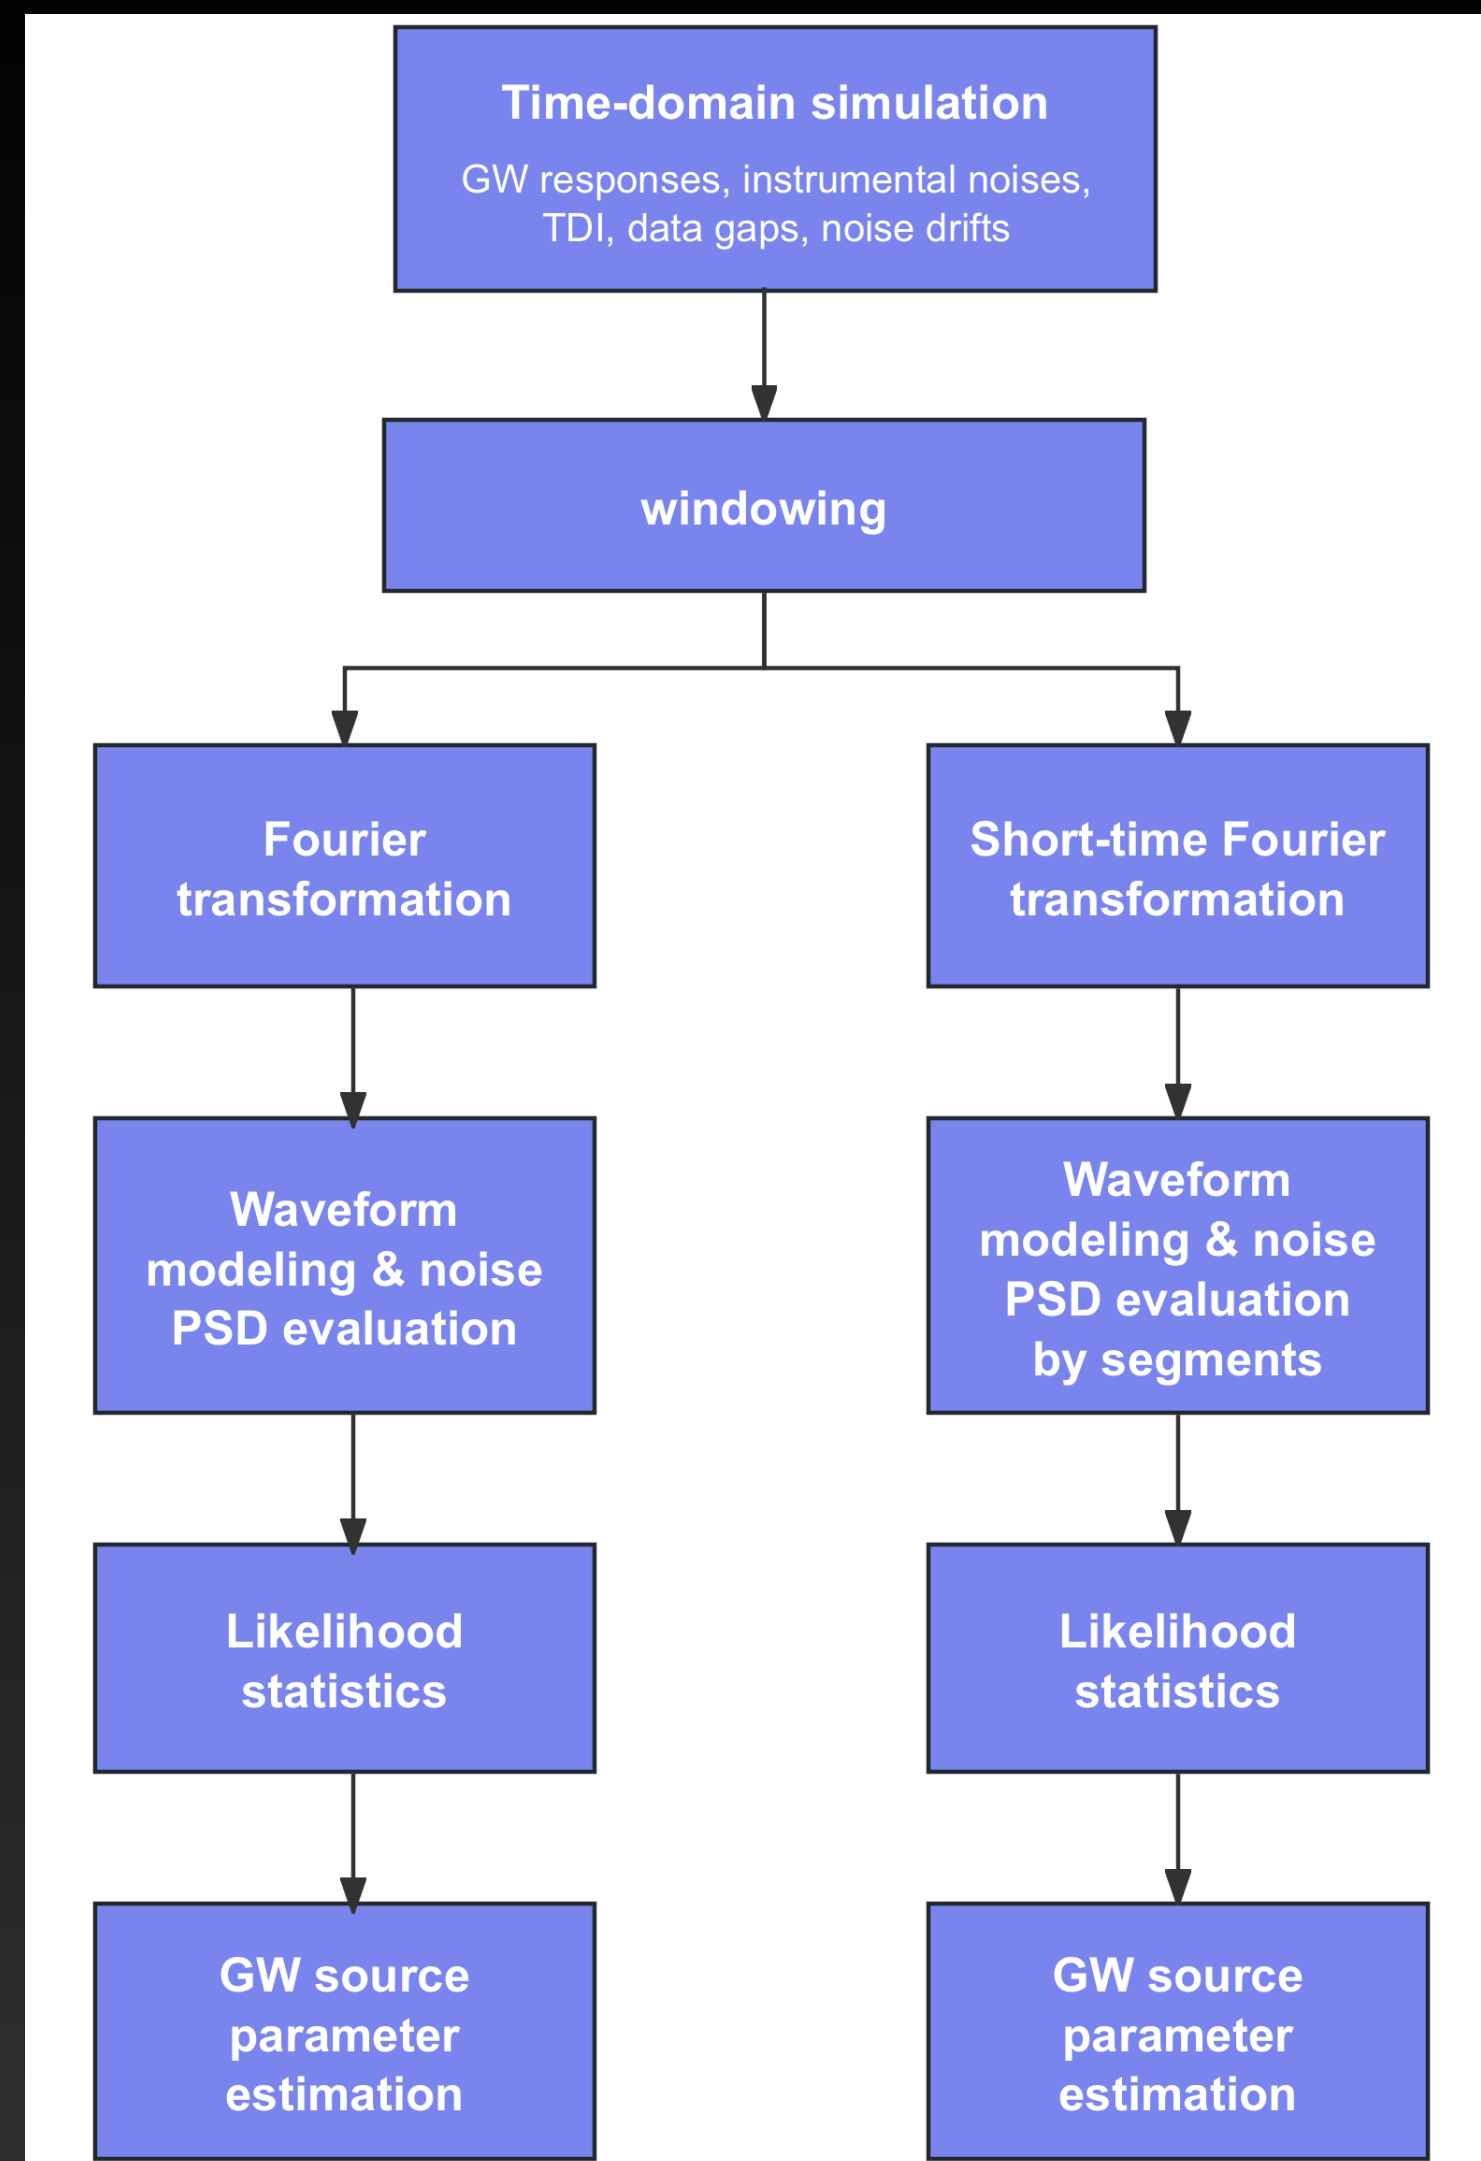 Time-domain simulation
GW responses, instrumental noises,
TDI, data gaps, noise drifts
windowing
Fourier
transformation
Short-time Fourier
transformation
Waveform
modeling & noise
PSD evaluation
Waveform
modeling & noise
PSD evaluation
by segments
Likelihood
statistics
Likelihood
statistics
GW source
parameter
estimation
GW source
parameter
estimation